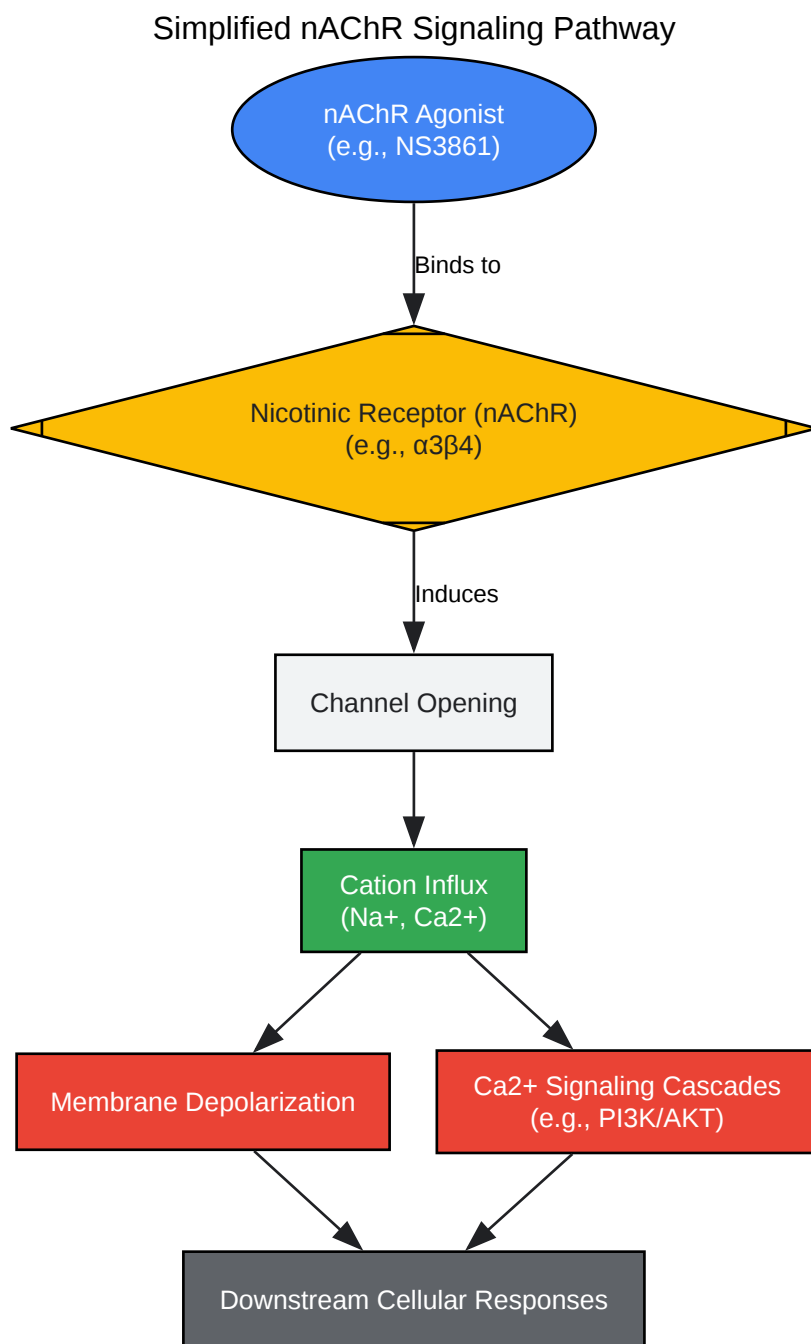 Simplified nAChR Signaling Pathway
nAChR Agonist
(e.g., NS3861)
Binds to
Nicotinic Receptor (nAChR)
(e.g., α3β4)
Induces
Channel Opening
Cation Influx
(Na+, Ca2+)
Membrane Depolarization
Ca2+ Signaling Cascades
(e.g., PI3K/AKT)
Downstream Cellular Responses